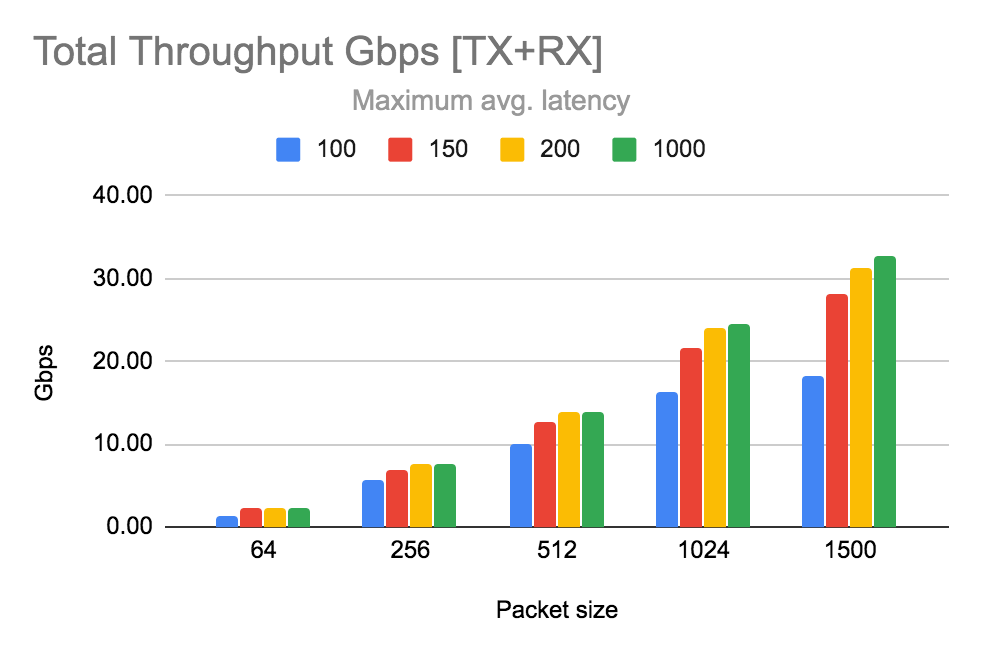 Total Throughput Gbps [TX+RX]
Maximum avg. latency
100 150 200 1000
40.00
30.00
20.00
10.00
0.00
Gbps
64 256 512 1024 1500
Packet size